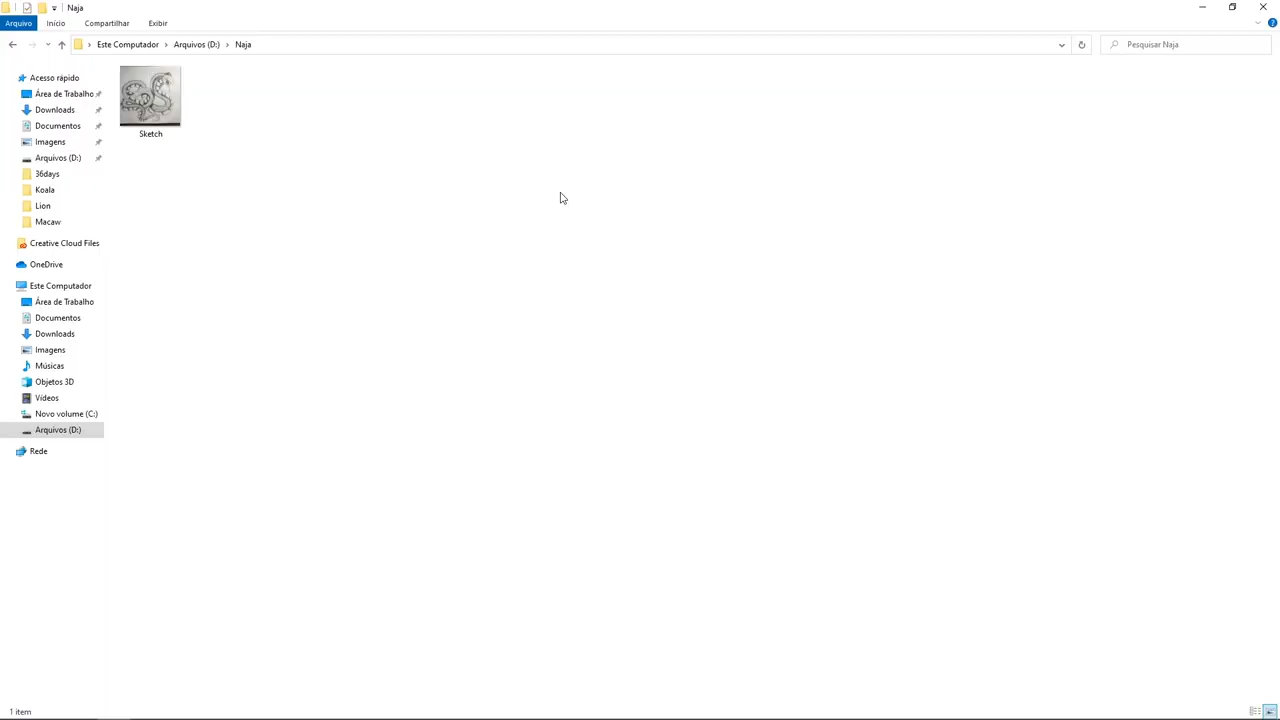 Naja
Arquivo Início Compartilhar Exibir
Este Computador Arquivos (D:) Naja
Pesquisar Naja
Acesso rápido
Área de Trabalho
Downloads
Documentos
Imagens
Arquivos (D:)
36days
Koala
Lion
Macaw
Creative Cloud Files
OneDrive
Este Computador
Área de Trabalho
Documentos
Downloads
Imagens
Músicas
Objetos 3D
Vídeos
Novo volume (C:)
Arquivos (D:)
Rede
Sketch
1 item